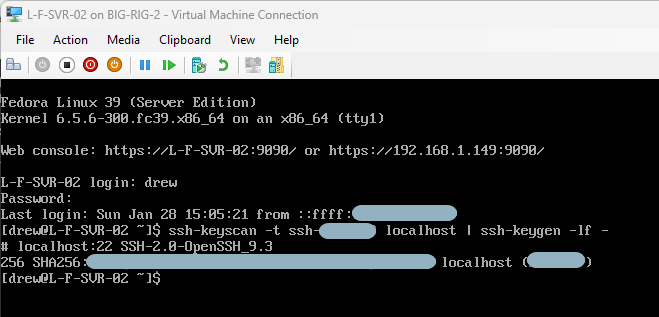 L-F-SVR-02 on BIG-RIG-2 - Virtual Machine Connection
File Action Media Clipboard View Help
Fedora Linux 39 (Server Edition)
Kernel 6.5.6-300.fc39.x86_64 on an x86_64 (tty1)
Web console: https://L-F-SVR-02:9090/ or https://192.168.1.149:9090/
L-F-SVR-02 login: drew
Password:
Last login: Sun Jan 28 15:05:21 from ::ffff:
[drew@L-F-SVR-02 ~]$ ssh-keyscan -t ssh- localhost | ssh-keygen -lf -
# localhost:22 SSH-2.0-OpenSSH_9.3
256 SHA256: localhost ( )
[drew@L-F-SVR-02 ~]$